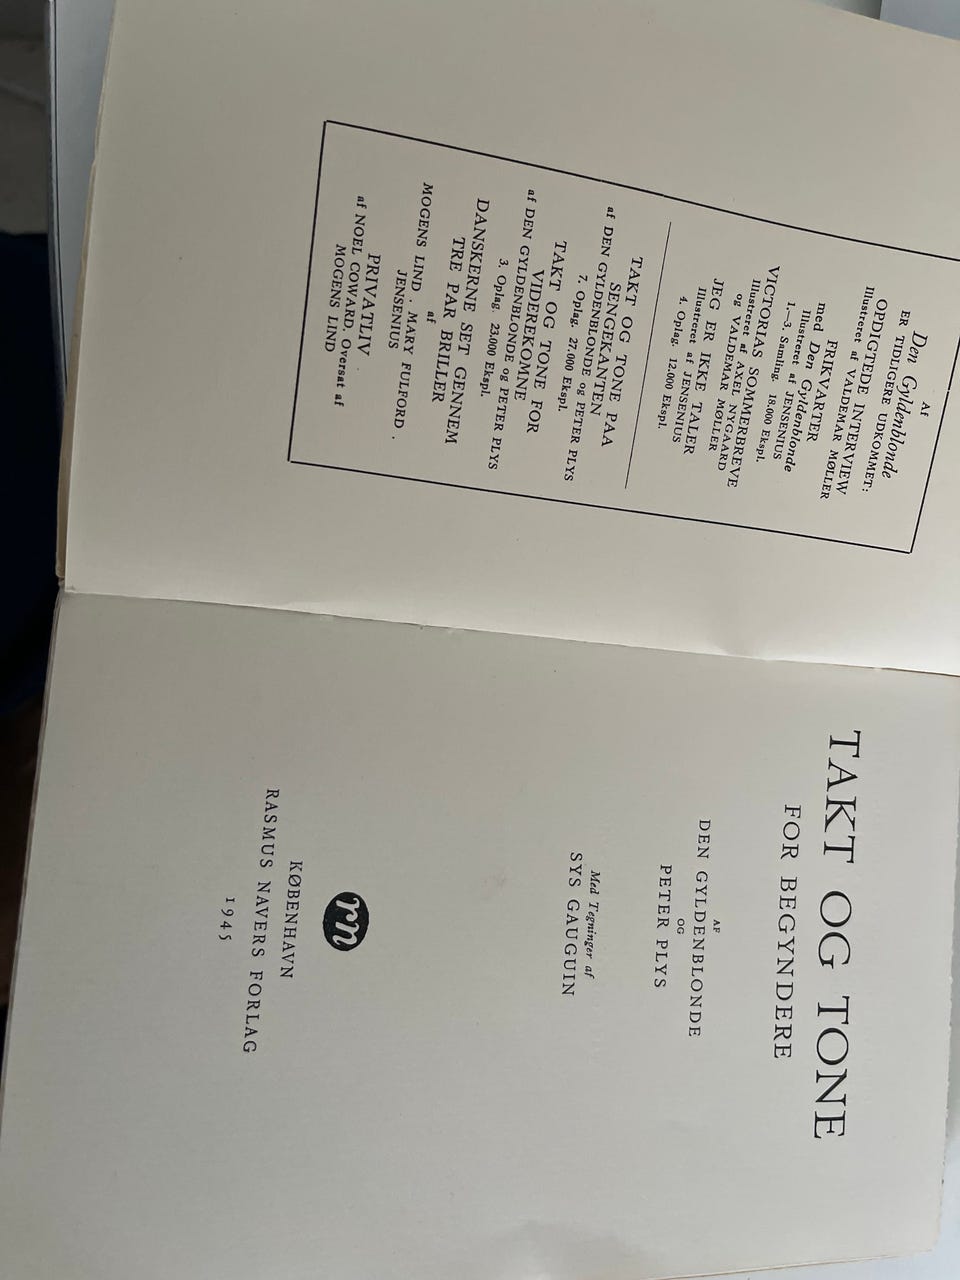 AF
Den Gyldenblonde
ER TIDLIGERE UDKOMMET:
OPDIGTEDE INTERVIEW
Illustreret af VALDEMAR MØLLER
FRIKVARTER
med Den Gyldenblonde
Illustreret af JENSENIUS
1.—3. Samling. 18.000 Ekspl.
VICTORIAS SOMMERBREVE
Illustreret af AXEL NYGAARD
og VALDEMAR MØLLER
JEG ER IKKE TALER
Illustreret af JENSENIUS
4. Oplag. 12.000 Ekspl.
TAKT OG TONE PAA
SENGEKANTEN
af DEN GYLDENBLONDE og PETER PLYS
7. Oplag. 27.000 Ekspl.
TAKT OG TONE FOR
VIDEREKOMNE
af DEN GYLDENBLONDE og PETER PLYS
3. Oplag. 23.000 Ekspl.
DANSKERNE SET GENNEM
TRE PAR BRILLER
af
MOGENS LIND . MARY FULFORD .
JENSENIUS
PRIVATLIV
af NOEL COWARD. Oversat af
MOGENS LIND
TAKT OG TONE
FOR BEGYNDERE
AF
DEN GYLDENBLONDE
OG
PETER PLYS
Med Tegninger af
SYS GAUGUIN
rn
KØBENHAVN
RASMUS NAVERS FORLAG
1945